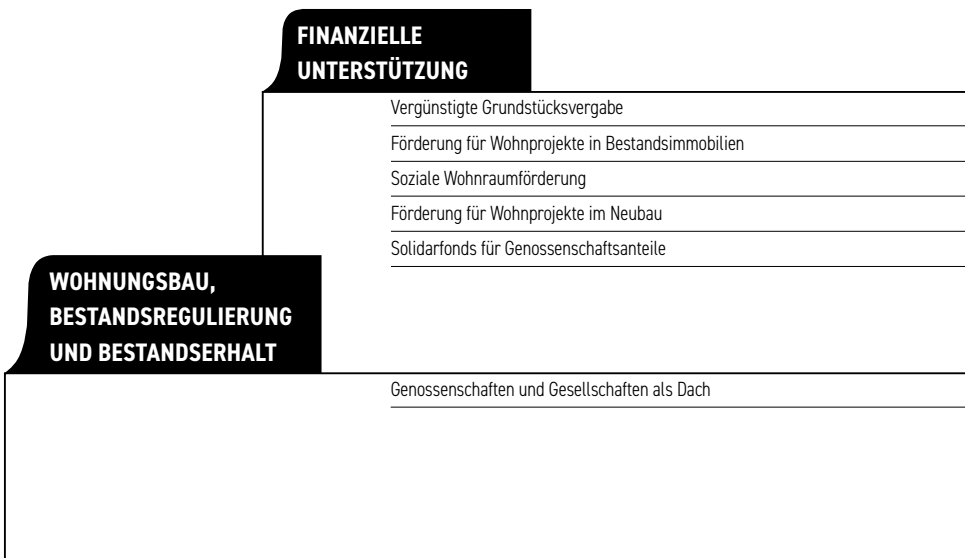 FINANZIELLE
UNTERSTÜTZUNG
Vergünstigte Grundstücksvergabe
Förderung für Wohnprojekte in Bestandsimmobilien
Soziale Wohnraumförderung
Förderung für Wohnprojekte im Neubau
Solidarfonds für Genossenschaftsanteile
WOHNUNGSBAU,
BESTANDSREGULIERUNG
UND BESTANDSERHALT
Genossenschaften und Gesellschaften als Dach